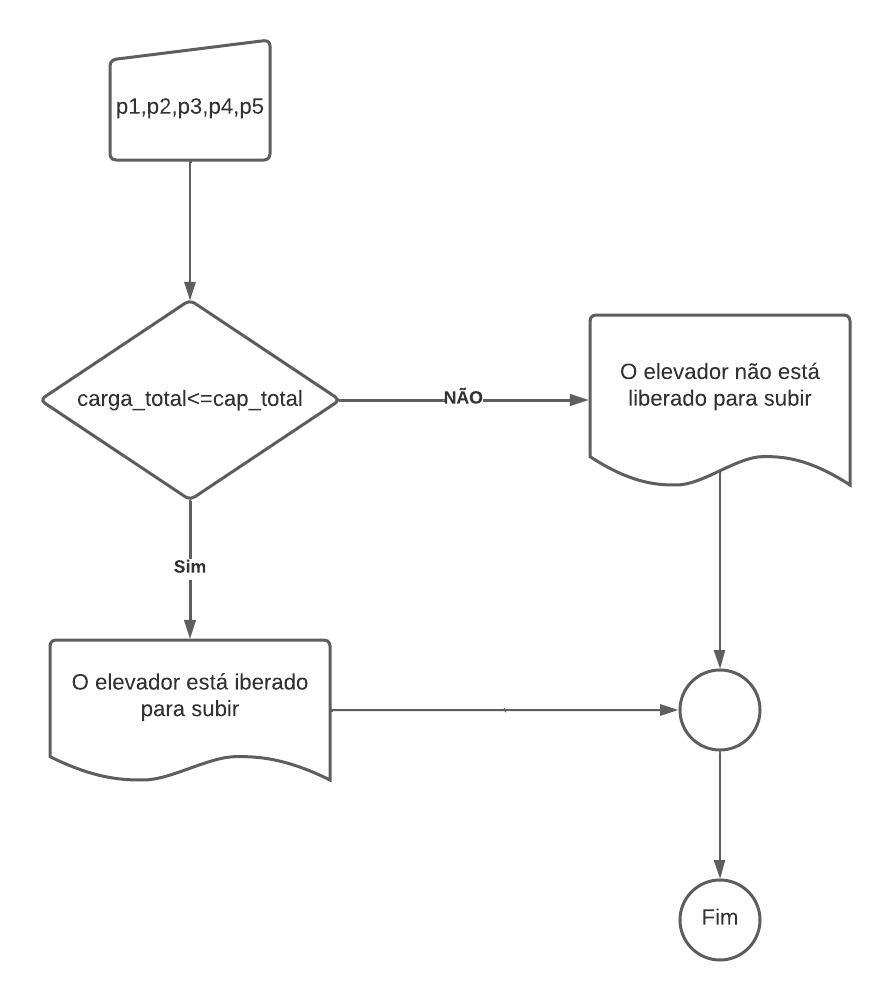 p1,p2,p3,p4,p5
carga_total<=cap_total
NÃO
O elevador não está
liberado para subir
Sim
O elevador está iberado
para subir
Fim